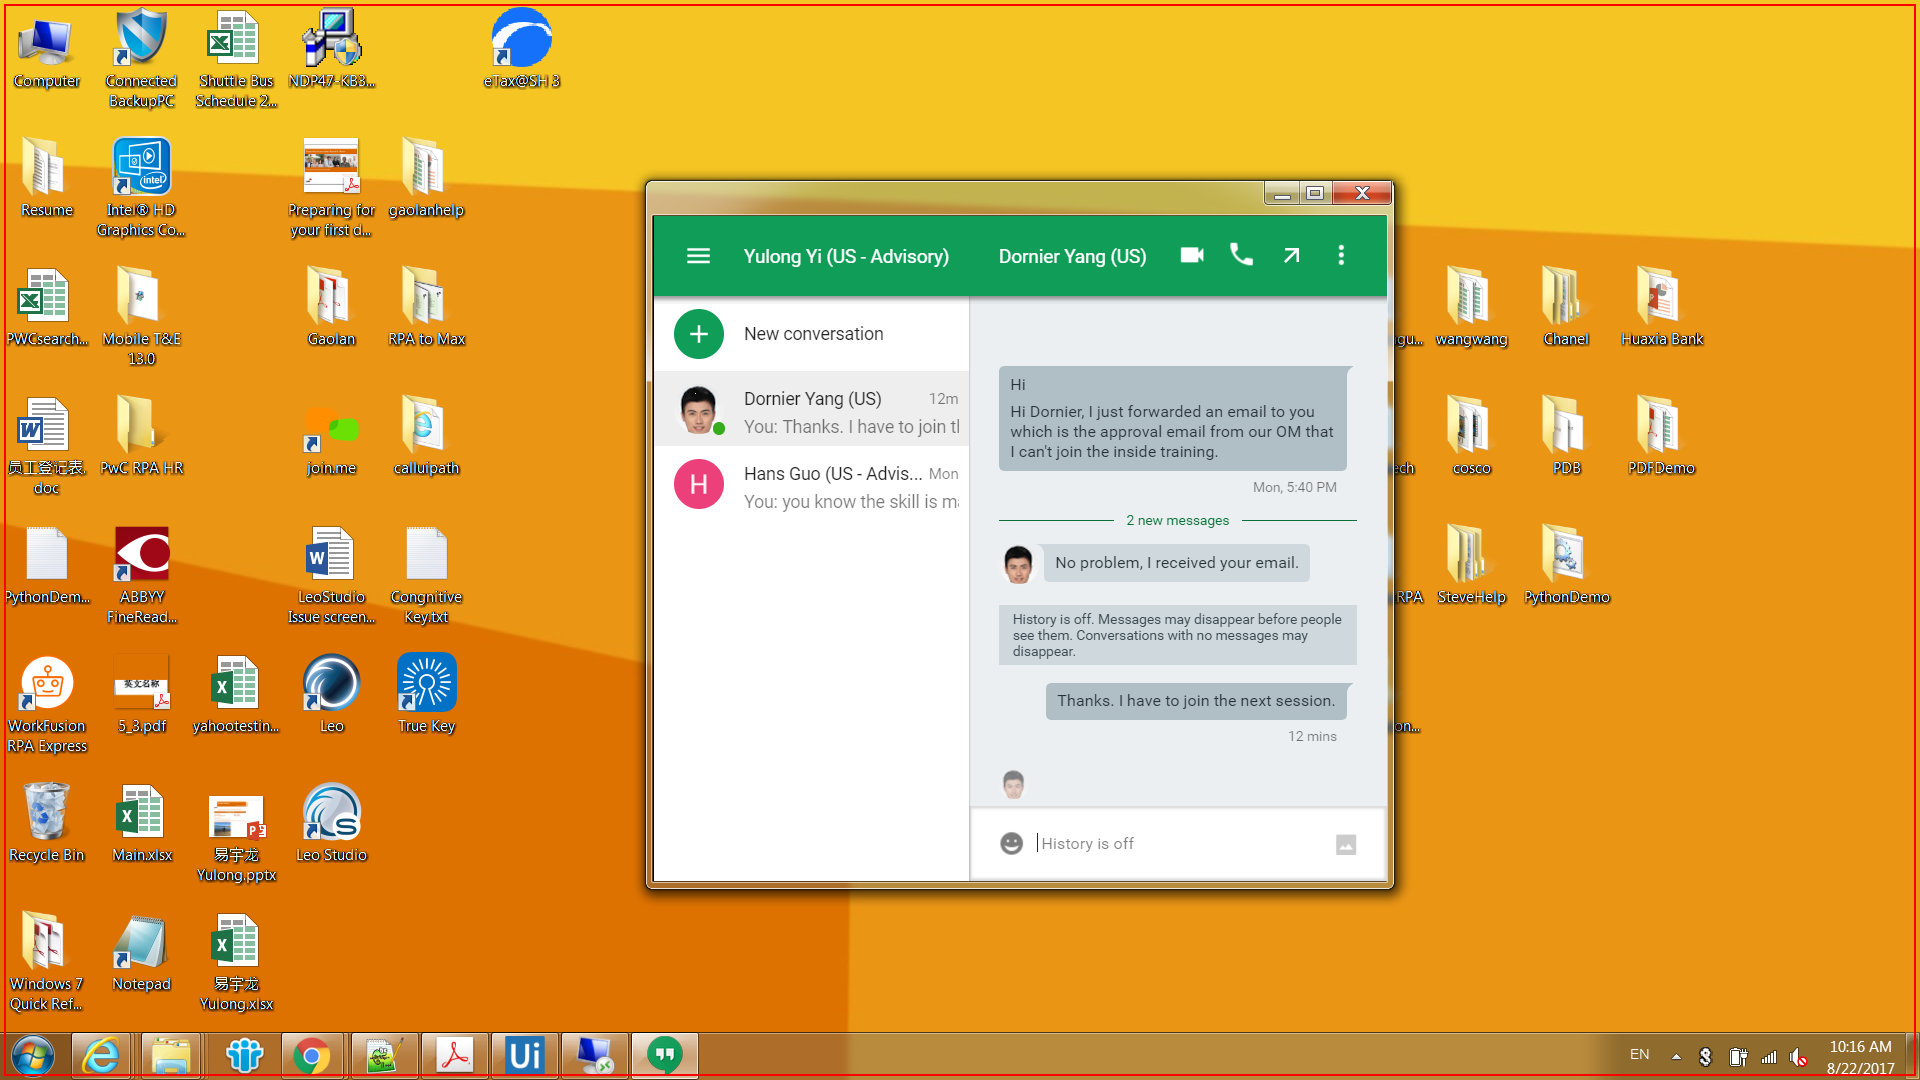 Computer
Connected
BackupPC
Shuttle Bus
Schedule 2...
NDP47-KB3...
eTax@SH 3
Resume
Intel® HD
Graphics Co...
Preparing for
your first d...
gaolanhelp
PWCsearch...
Mobile T&E
13.0
Gaolan
RPA to Max
员工登记表.
doc
PwC RPA HR
join.me
calluipath
PythonDem...
ABBYY
FineRead...
LeoStudio
Issue screen...
Congnitive
Key.txt
WorkFusion
RPA Express
英文名称
5_3.pdf
yahootestin...
Leo
True Key
Recycle Bin
Main.xlsx
易宇龙
Yulong.pptx
Leo Studio
Windows 7
Quick Ref...
Notepad
易宇龙
Yulong.xlsx
Yulong Yi (US - Advisory)
Dornier Yang (US)
New conversation
Dornier Yang (US) 12m
You: Thanks. I have to join tl
H
Hans Guo (US - Advis... Mon
You: you know the skill is ma
Hi
Hi Dornier, I just forwarded an email to you
which is the approval email from our OM that
I can't join the inside training.
Mon, 5:40 PM
2 new messages
No problem, I received your email.
History is off. Messages may disappear before people
see them. Conversations with no messages may
disappear.
Thanks. I have to join the next session.
12 mins
History is off
gu...
wangwang
Chanel
Huaxia Bank
ech
cosco
PDB
PDFDemo
RPA
SteveHelp
PythonDemo
on...
intel
Ui
EN
10:16 AM
8/22/2017